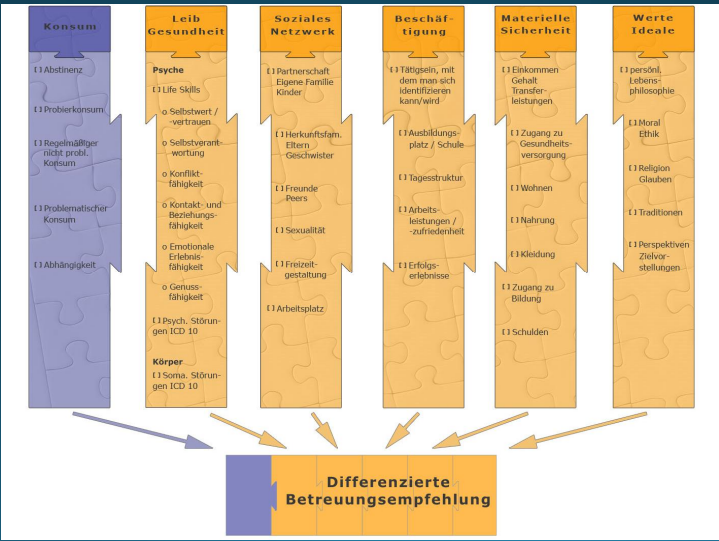 Konsum
[ ] Abstinenz
[ ] Probierkonsum
[ ] Regelmäßiger
nicht probl.
Konsum
[ ] Problematischer
Konsum
[ ] Abhängigkeit
Leib
Gesundheit
Psyche
[ ] Life Skills
o Selbstwert /
-vertrauen
o Selbstverant-
wortung
o Konflikt-
fähigkeit
o Kontakt- und
Beziehungs-
fähigkeit
o Emotionale
Erlebnis-
fähigkeit
o Genuss-
fähigkeit
[ ] Psych. Störun-
gen ICD 10
Körper
[ ] Soma. Störun-
gen ICD 10
Soziales
Netzwerk
[ ] Partnerschaft
Eigene Familie
Kinder
[ ] Herkunftsfam.
Eltern
Geschwister
[ ] Freunde
Peers
[ ] Sexualität
[ ] Freizeit-
gestaltung
[ ] Arbeitsplatz
Beschäf-
tigung
[ ] Tätigsein, mit
dem man sich
identifizieren
kann/wird
[ ] Ausbildungs-
platz / Schule
[ ] Tagesstruktur
[ ] Arbeits-
leistungen /
-zufriedenheit
[ ] Erfolgs-
erlebnisse
Materielle
Sicherheit
[ ] Einkommen
Gehalt
Transfer-
leistungen
[ ] Zugang zu
Gesundheits-
versorgung
[ ] Wohnen
[ ] Nahrung
[ ] Kleidung
[ ] Zugang zu
Bildung
[ ] Schulden
Werte
Ideale
[ ] persönl.
Lebens-
philosophie
[ ] Moral
Ethik
[ ] Religion
Glauben
[ ] Traditionen
[ ] Perspektiven
Zielvor-
stellungen
Differenzierte
Betreuungsempfehlung